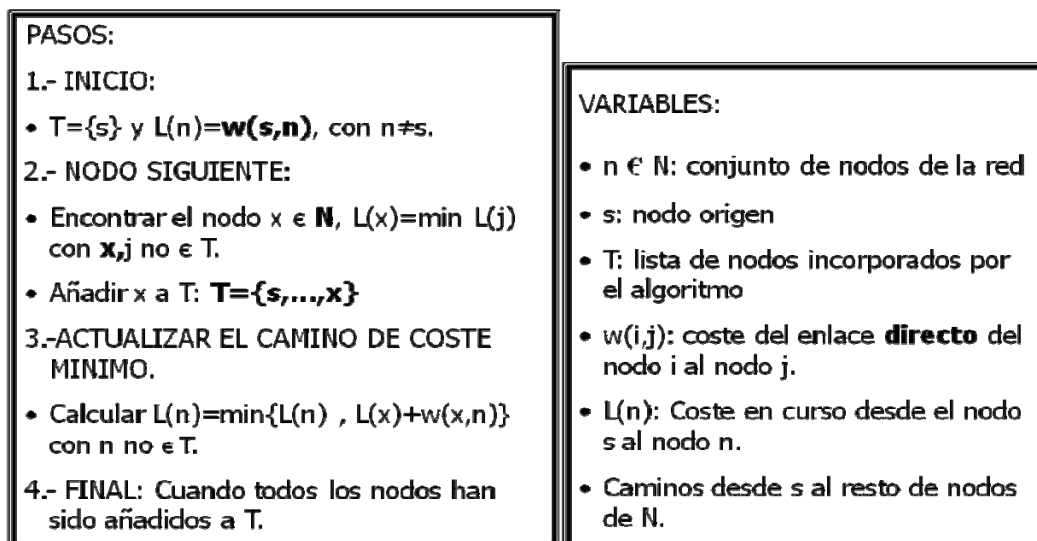 PASOS:
1.- INICIO:
• T={s} y L(n)=w(s,n), con n≠s.
2.- NODO SIGUIENTE:
• Encontrar el nodo x ϵ N, L(x)=min L(j)
con x,j no ϵ T.
• Añadir x a T: T={s,...,x}
3.-ACTUALIZAR EL CAMINO DE COSTE
MINIMO.
• Calcular L(n)=min{L(n) , L(x)+w(x,n)}
con n no ϵ T.
4.- FINAL: Cuando todos los nodos han
sido añadidos a T.
VARIABLES:
• n € N: conjunto de nodos de la red
• s: nodo origen
• T: lista de nodos incorporados por
el algoritmo
• w(i,j): coste del enlace directo del
nodo i al nodo j.
• L(n): Coste en curso desde el nodo
s al nodo n.
• Caminos desde s al resto de nodos
de N.